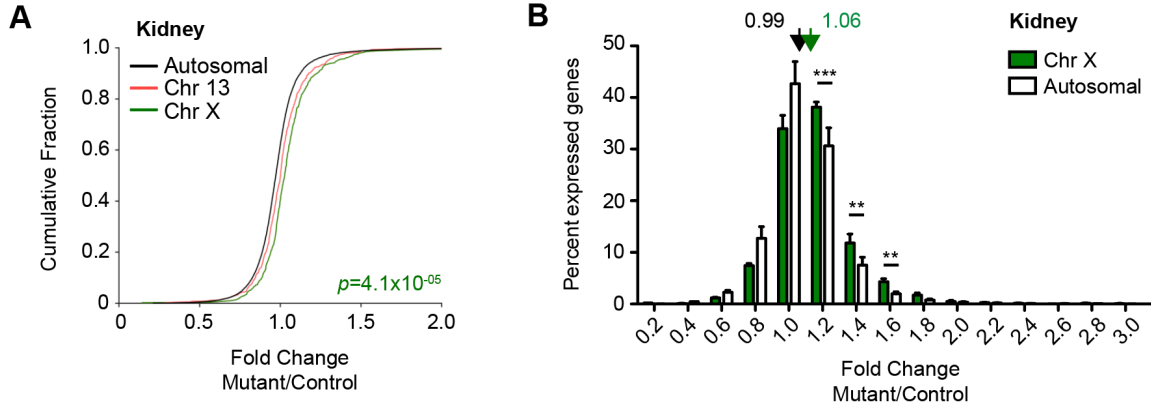 A
Kidney
Autosomal
Chr 13
Chr X
1.0
0.8
0.6
0.4
0.2
0
Cumulative Fraction
p=4.1x10-05
0 0.5 1.0 1.5 2.0
Fold Change
Mutant/Control
B
0.99 1.06
Kidney
Chr X
Autosomal
50
40
30
20
10
0
Percent expressed genes
***
**
**
0.2 0.4 0.6 0.8 1.0 1.2 1.4 1.6 1.8 2.0 2.2 2.4 2.6 2.8 3.0
Fold Change
Mutant/Control